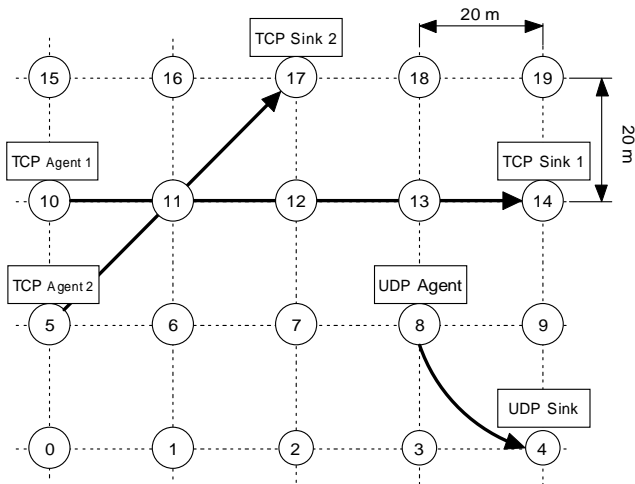 20 m
TCP Sink 2
15 16 17 18 19
20 m
TCP Agent 1
TCP Sink 1
10 11 12 13 14
TCP Agent 2
UDP Agent
5 6 7 8 9
UDP Sink
0 1 2 3 4